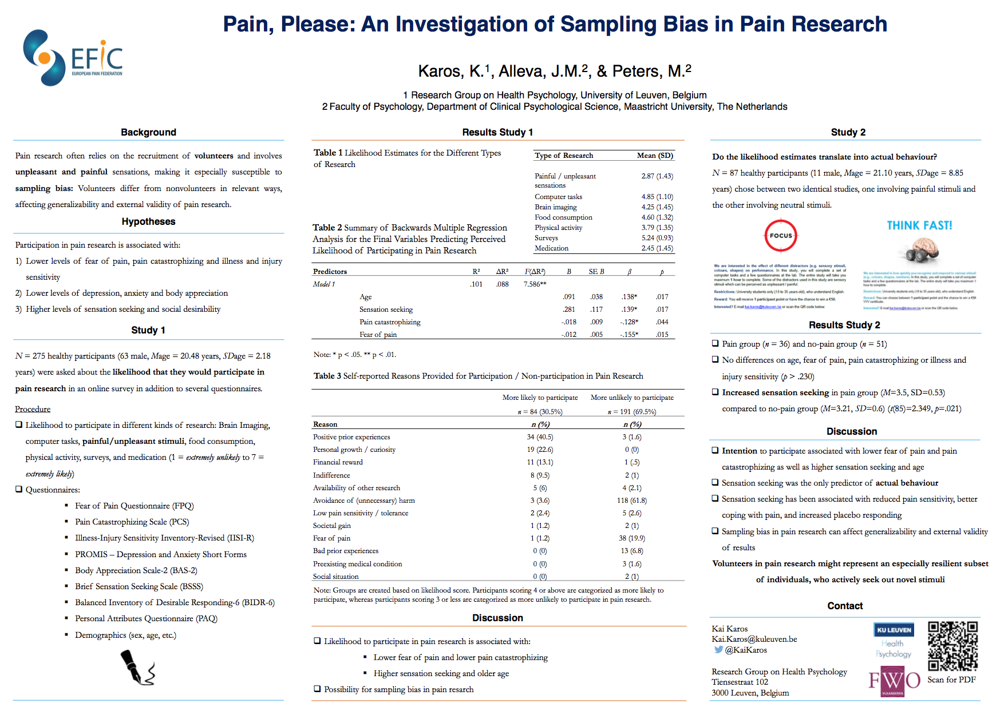 Pain, Please: An Investigation of Sampling Bias in Pain Research
EFiC
EUROPEAN PAIN FEDERATION
Karos, K.¹, Alleva, J.M.², & Peters, M.²
1 Research Group on Health Psychology, University of Leuven, Belgium
2 Faculty of Psychology, Department of Clinical Psychological Science, Maastricht University, The Netherlands
Background
Pain research often relies on the recruitment of volunteers and involves
unpleasant and painful sensations, making it especially susceptible to
sampling bias: Volunteers differ from nonvolunteers in relevant ways,
affecting generalizability and external validity of pain research.
Hypotheses
Participation in pain research is associated with:
1) Lower levels of fear of pain, pain catastrophizing and illness and injury
sensitivity
2) Lower levels of depression, anxiety and body appreciation
3) Higher levels of sensation seeking and social desirability
Study 1
N = 275 healthy participants (63 male, Mage = 20.48 years, SDage = 2.18
years) were asked about the likelihood that they would participate in
pain research in an online survey in addition to several questionnaires.
Procedure
❑ Likelihood to participate in different kinds of research: Brain Imaging,
computer tasks, painful/unpleasant stimuli, food consumption,
physical activity, surveys, and medication (1 = extremely unlikely to 7 =
extremely likely)
❑ Questionnaires:
▪ Fear of Pain Questionnaire (FPQ)
▪ Pain Catastrophizing Scale (PCS)
▪ Illness-Injury Sensitivity Inventory-Revised (IISI-R)
▪ PROMIS – Depression and Anxiety Short Forms
▪ Body Appreciation Scale-2 (BAS-2)
▪ Brief Sensation Seeking Scale (BSSS)
▪ Balanced Inventory of Desirable Responding-6 (BIDR-6)
▪ Personal Attributes Questionnaire (PAQ)
▪ Demographics (sex, age, etc.)
Results Study 1
Table 1 Likelihood Estimates for the Different Types
of Research
Type of Research Mean (SD)
Painful / unpleasant 2.87 (1.43)
sensations
Computer tasks 4.85 (1.10)
Brain imaging 4.25 (1.45)
Food consumption 4.60 (1.32)
Physical activity 3.79 (1.35)
Surveys 5.24 (0.93)
Medication 2.45 (1.45)
Table 2 Summary of Backwards Multiple Regression
Analysis for the Final Variables Predicting Perceived
Likelihood of Participating in Pain Research
Predictors R² ΔR² F(ΔR²) B SE B β p
Model 1 .101 .088 7.586**
Age .091 .038 .138* .017
Sensation seeking .281 .117 .139* .017
Pain catastrophizing -.018 .009 -.128* .044
Fear of pain -.012 .005 -.155* .015
Note: * p < .05. ** p < .01.
Table 3 Self-reported Reasons Provided for Participation / Non-participation in Pain Research
More likely to participate More unlikely to participate
n = 84 (30.5%) n = 191 (69.5%)
Reason n (%) n (%)
Positive prior experiences 34 (40.5) 3 (1.6)
Personal growth / curiosity 19 (22.6) 0 (0)
Financial reward 11 (13.1) 1 (.5)
Indifference 8 (9.5) 2 (1)
Availability of other research 5 (6) 4 (2.1)
Avoidance of (unnecessary) harm 3 (3.6) 118 (61.8)
Low pain sensitivity / tolerance 2 (2.4) 5 (2.6)
Societal gain 1 (1.2) 2 (1)
Fear of pain 1 (1.2) 38 (19.9)
Bad prior experiences 0 (0) 13 (6.8)
Preexisting medical condition 0 (0) 3 (1.6)
Social situation 0 (0) 2 (1)
Note: Groups are created based on likelihood score. Participants scoring 4 or above are categorized as more likely to
participate, whereas participants scoring 3 or less are categorized as more unlikely to participate in pain research.
Discussion
❑ Likelihood to participate in pain research is associated with:
▪ Lower fear of pain and lower pain catastrophizing
▪ Higher sensation seeking and older age
❑ Possibility for sampling bias in pain resarch
Study 2
Do the likelihood estimates translate into actual behaviour?
N = 87 healthy participants (11 male, Mage = 21.10 years, SDage = 8.85
years) chose between two identical studies, one involving painful stimuli and
the other involving neutral stimuli.
FOCUS
We are interested in the effect of different distractors (e.g. sensory stimuli,
colours, shapes) on performance. In this study, you will complete a set of
computer tasks and a few questionnaires at the lab. The entire study will take you
maximum 1 hour to complete. Some of the distractors used in this study are sensory
stimuli which can be perceived as unpleasant / painful.
Restrictions: University students only (18 to 35 years old), who understand English.
Reward: You will receive 1 participant point or have the chance to win a €50.
Interested? E-mail kai.karos@kuleuven.be or scan the QR code below:
THINK FAST!
We are interested in how quickly you recognise and respond to various stimuli
(e.g., colours, shapes, numbers). In this study, you will complete a set of computer
tasks and a few questionnaires at the lab. The entire study will take you maximum 1
hour to complete.
Restrictions: University students only (18 to 35 years old), who understand English.
Reward: You can choose between 1 participant point and the chance to win a €50
VVV certificate.
Interested? E-mail kai.karos@kuleuven.be or scan the QR code below.
Results Study 2
❑ Pain group (n = 36) and no-pain group (n = 51)
❑ No differences on age, fear of pain, pain catastrophizing or illness and
injury sensitivity (p > .230)
❑ Increased sensation seeking in pain group (M=3.5, SD=0.53)
compared to no-pain group (M=3.21, SD=0.6) (t(85)=2.349, p=.021)
Discussion
❑ Intention to participate associated with lower fear of pain and pain
catastrophizing as well as higher sensation seeking and age
❑ Sensation seeking was the only predictor of actual behaviour
❑ Sensation seeking has been associated with reduced pain sensitivity, better
coping with pain, and increased placebo responding
❑ Sampling bias in pain research can affect generalizability and external validity
of results
Volunteers in pain research might represent an especially resilient subset
of individuals, who actively seek out novel stimuli
Contact
Kai Karos
Kai.Karos@kuleuven.be
@KaiKaros
Research Group on Health Psychology
Tiensestraat 102
3000 Leuven, Belgium
KU LEUVEN
Health
Psychology
FWO
VLAANDEREN
Scan for PDF